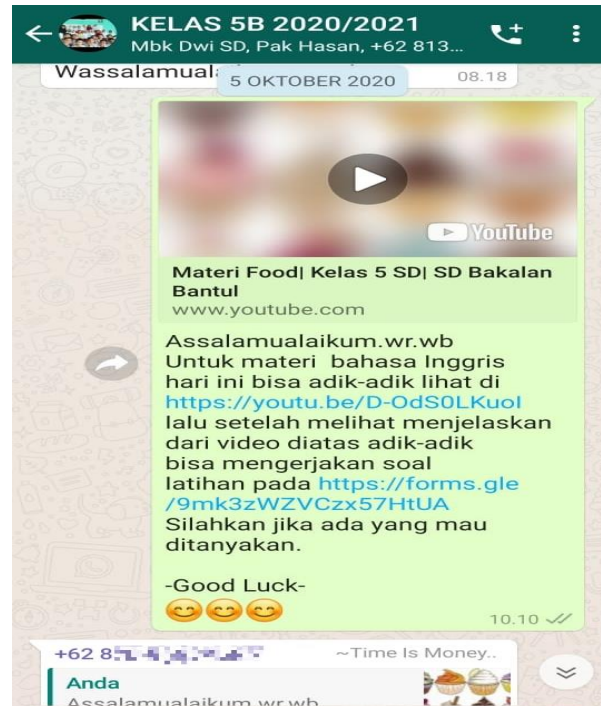 KELAS 5B 2020/2021
Mbk Dwi SD, Pak Hasan, +62 813...
Wassalamual
08.18
5 OKTOBER 2020
YouTube
Materi Food| Kelas 5 SD| SD Bakalan
Bantul
www.youtube.com
Assalamualaikum.wr.wb
Untuk materi bahasa Inggris
hari ini bisa adik-adik lihat di
https://youtu.be/D-OdS0LKuoI
lalu setelah melihat menjelaskan
dari video diatas adik-adik
bisa mengerjakan soal
latihan pada https://forms.gle
/9mk3zWZVCzx57HtUA
Silahkan jika ada yang mau
ditanyakan.
-Good Luck-
😊😊😊
10.10
+62 8
~Time Is Money..
Anda
Assalamualaikum.wr.wb